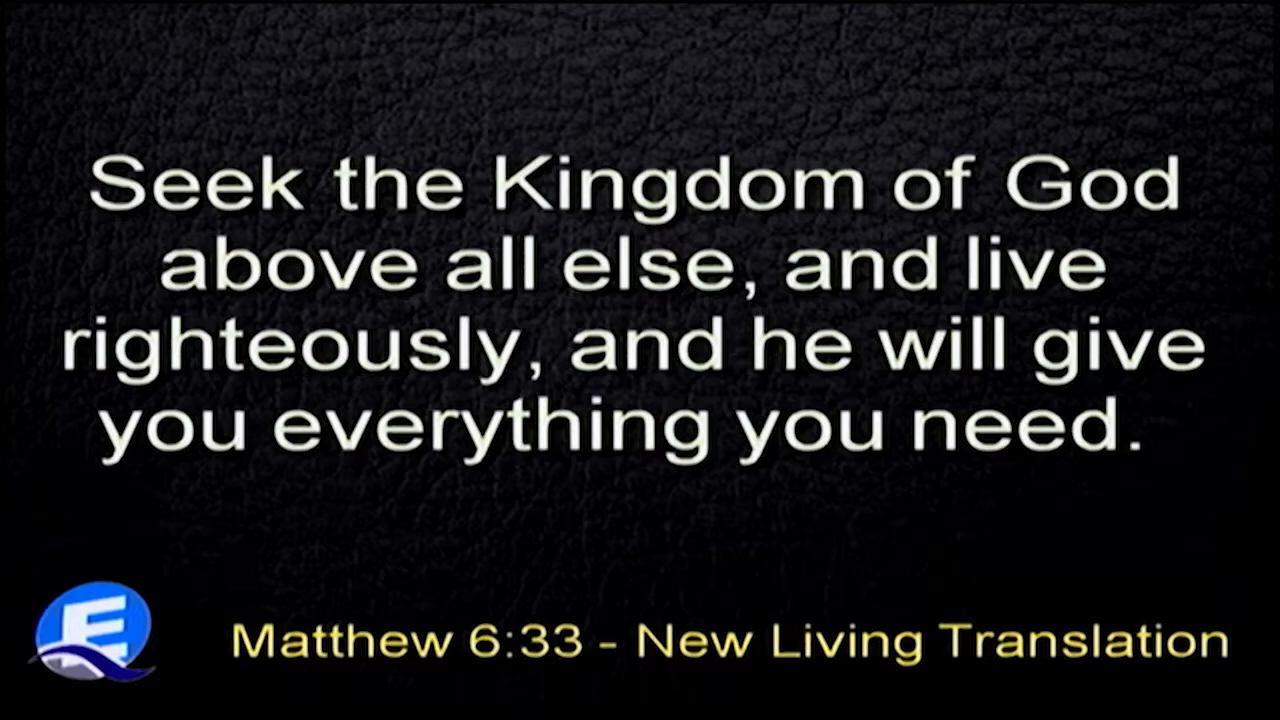 Seek the Kingdom of God
above all else, and live
righteously, and he will give
you everything you need.
E
Matthew 6:33 - New Living Translation